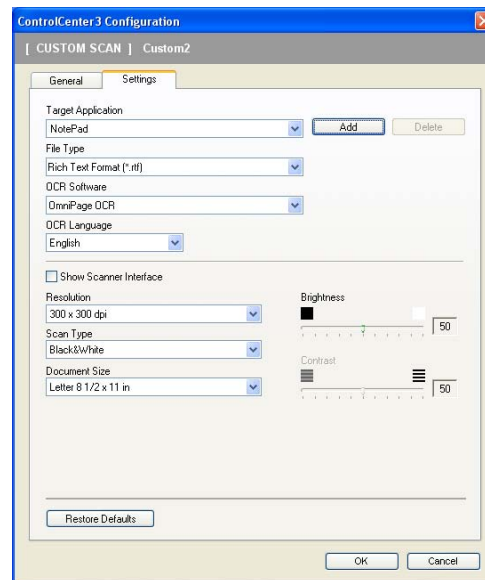 ControlCenter3 Configuration
[ CUSTOM SCAN ] Custom2
General Settings
Target Application
NotePad Add Delete
File Type
Rich Text Format (*.rtf)
OCR Software
OmniPage OCR
OCR Language
English
Show Scanner Interface
Resolution
300 x 300 dpi
Scan Type
Black&White
Document Size
Letter 8 1/2 x 11 in
Brightness
50
Contrast
50
Restore Defaults
OK Cancel